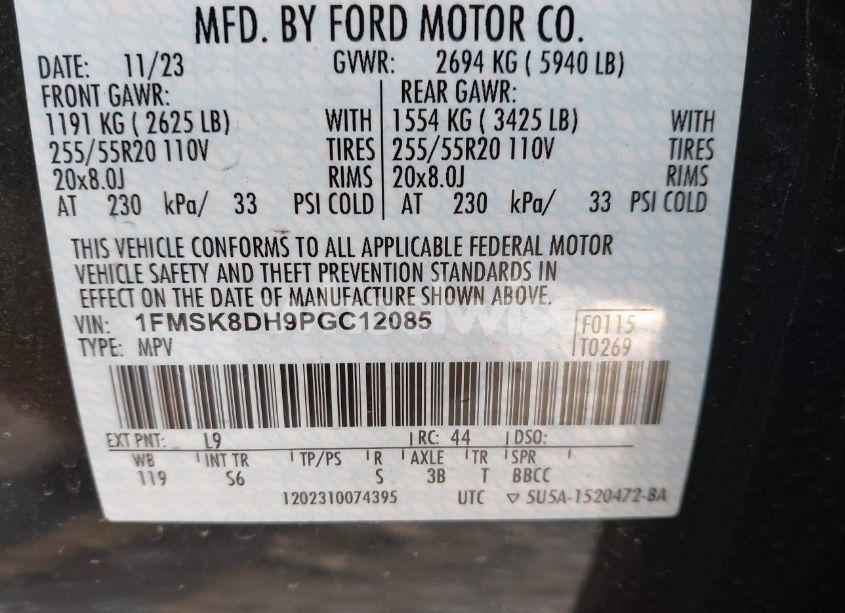 MFD. BY FORD MOTOR CO.
DATE: 11/23 GVWR: 2694 KG ( 5940 LB)
FRONT GAWR: REAR GAWR:
1191 KG ( 2625 LB) WITH 1554 KG ( 3425 LB) WITH
255/55R20 110V TIRES 255/55R20 110V TIRES
20x8.0J RIMS 20x8.0J RIMS
AT 230 kPa/ 33 PSI COLD AT 230 kPa/ 33 PSI COLD
THIS VEHICLE CONFORMS TO ALL APPLICABLE FEDERAL MOTOR
VEHICLE SAFETY AND THEFT PREVENTION STANDARDS IN
EFFECT ON THE DATE OF MANUFACTURE SHOWN ABOVE.
VIN: 1FMSK8DH9PGC12085 F0115
TYPE: MPV T0269
EXT PNT: L9 RC: 44 DSO:
WB INT TR TP/PS R AXLE TR SPR
119 S6 S 3B T BBCC
1202310074395 UTC ▽ 5U5A-1520472-BA